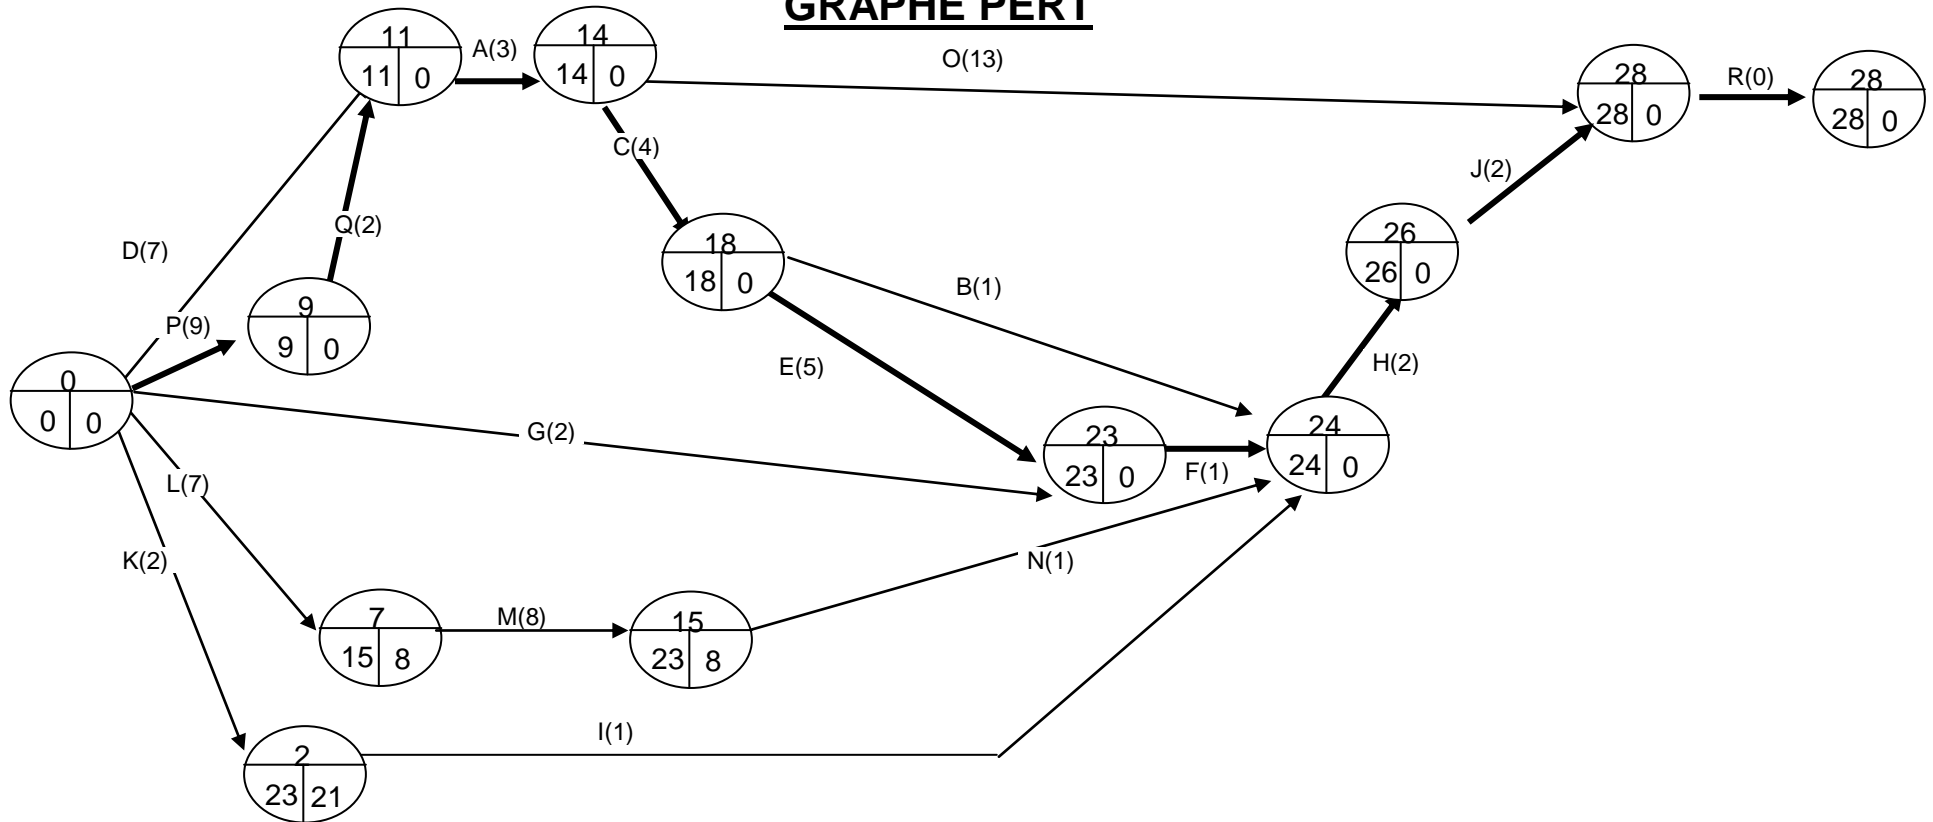 GRAPHE PERT
11
11 0
A(3)
14
14 0
O(13)
28
28 0
R(0)
28
28 0
C(4)
J(2)
D(7)
Q(2)
18
18 0
26
26 0
B(1)
P(9)
9
9 0
E(5)
H(2)
0
0 0
G(2)
23
23 0
F(1)
24
24 0
L(7)
K(2)
N(1)
7
15 8
M(8)
15
23 8
I(1)
2
23 21